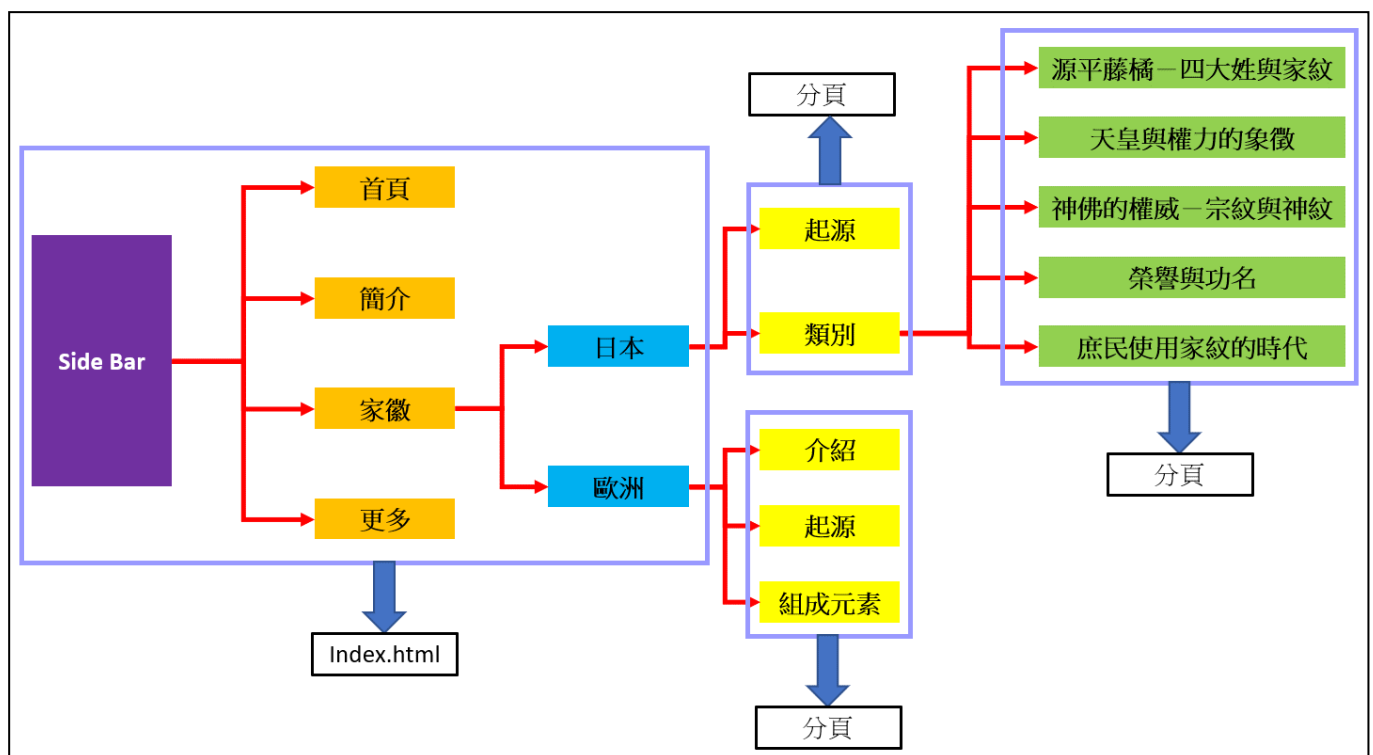 Side Bar
首頁
簡介
家徽
更多
Index.html
日本
歐洲
分頁
起源
類別
介紹
起源
組成元素
分頁
源平藤橘－四大姓與家紋
天皇與權力的象徵
神佛的權威－宗紋與神紋
榮譽與功名
庶民使用家紋的時代
分頁